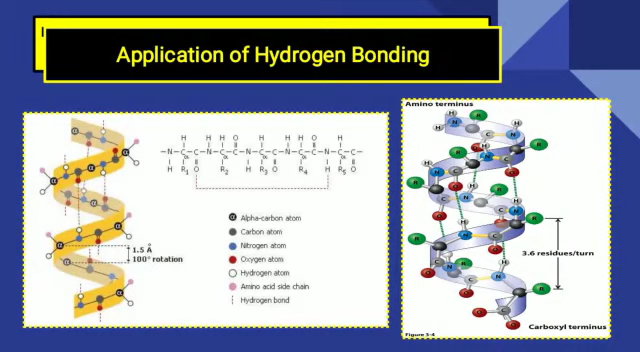 Application of Hydrogen Bonding
Amino terminus
1.5 Å
100° rotation
Alpha-carbon atom
Carbon atom
Nitrogen atom
Oxygen atom
Hydrogen atom
Amino acid side chain
Hydrogen bond
3.6 residues/turn
Carboxyl terminus
Figure 3-4